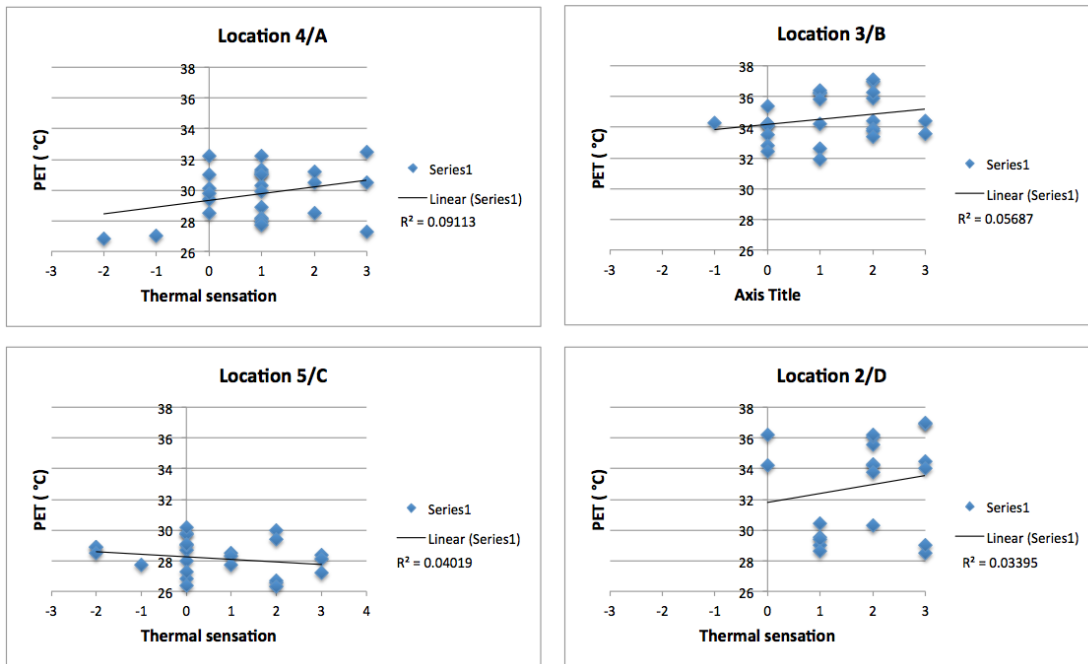 Location 4/A
38
36
34
32
30
28
26
PET ( °C)
-3 -2 -1 0 1 2 3
Thermal sensation
Series1
Linear (Series1)
R² = 0.09113
Location 3/B
38
36
34
32
30
28
26
PET ( °C)
-3 -2 -1 0 1 2 3
Axis Title
Series1
Linear (Series1)
R² = 0.05687
Location 5/C
38
36
34
32
30
28
26
PET ( °C)
-3 -2 -1 0 1 2 3 4
Thermal sensation
Series1
Linear (Series1)
R² = 0.04019
Location 2/D
38
36
34
32
30
28
26
PET ( °C)
-3 -2 -1 0 1 2 3
Thermal sensation
Series1
Linear (Series1)
R² = 0.03395